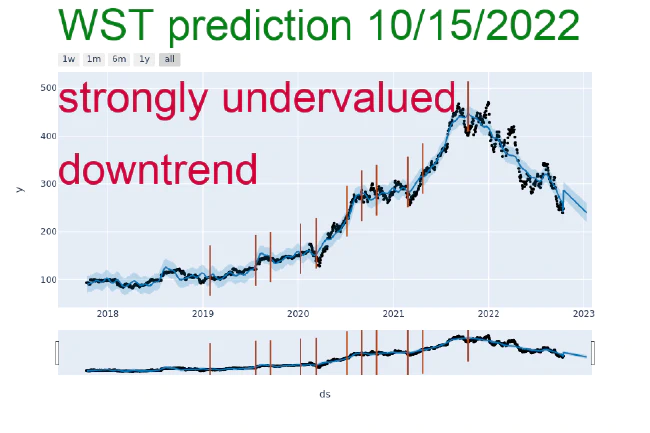 WST prediction 10/15/2022
1w 1m 6m 1y all
strongly undervalued
downtrend
500
400
300
200
100
y
2018 2019 2020 2021 2022 2023
ds